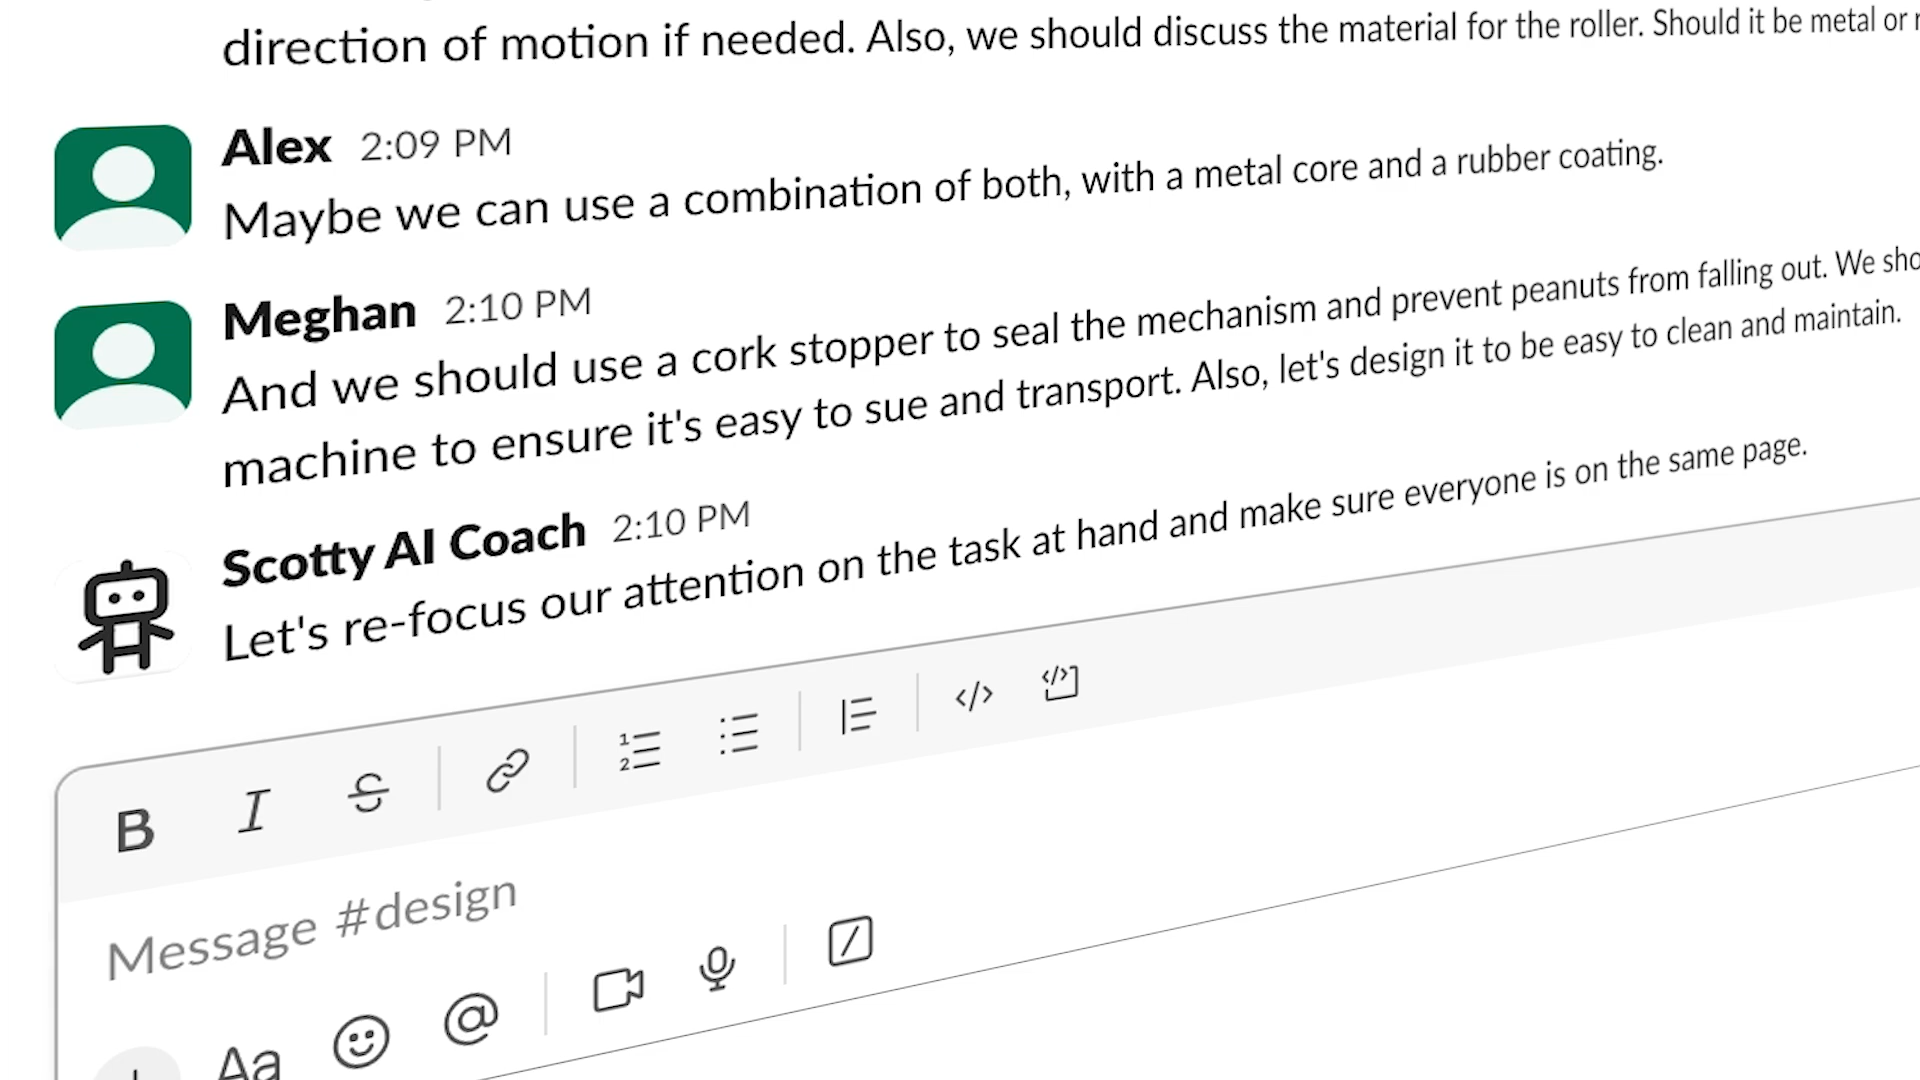 direction of motion if needed. Also, we should discuss the material for the roller. Should it be metal or
Alex 2:09 PM
Maybe we can use a combination of both, with a metal core and a rubber coating.
Meghan 2:10 PM
And we should use a cork stopper to seal the mechanism and prevent peanuts from falling out. We
machine to ensure it's easy to sue and transport. Also, let's design it to be easy to clean and maintain.
Scotty AI Coach 2:10 PM
Let's re-focus our attention on the task at hand and make sure everyone is on the same page.
B I S
1
2
</> </>
Message #design
Aa @